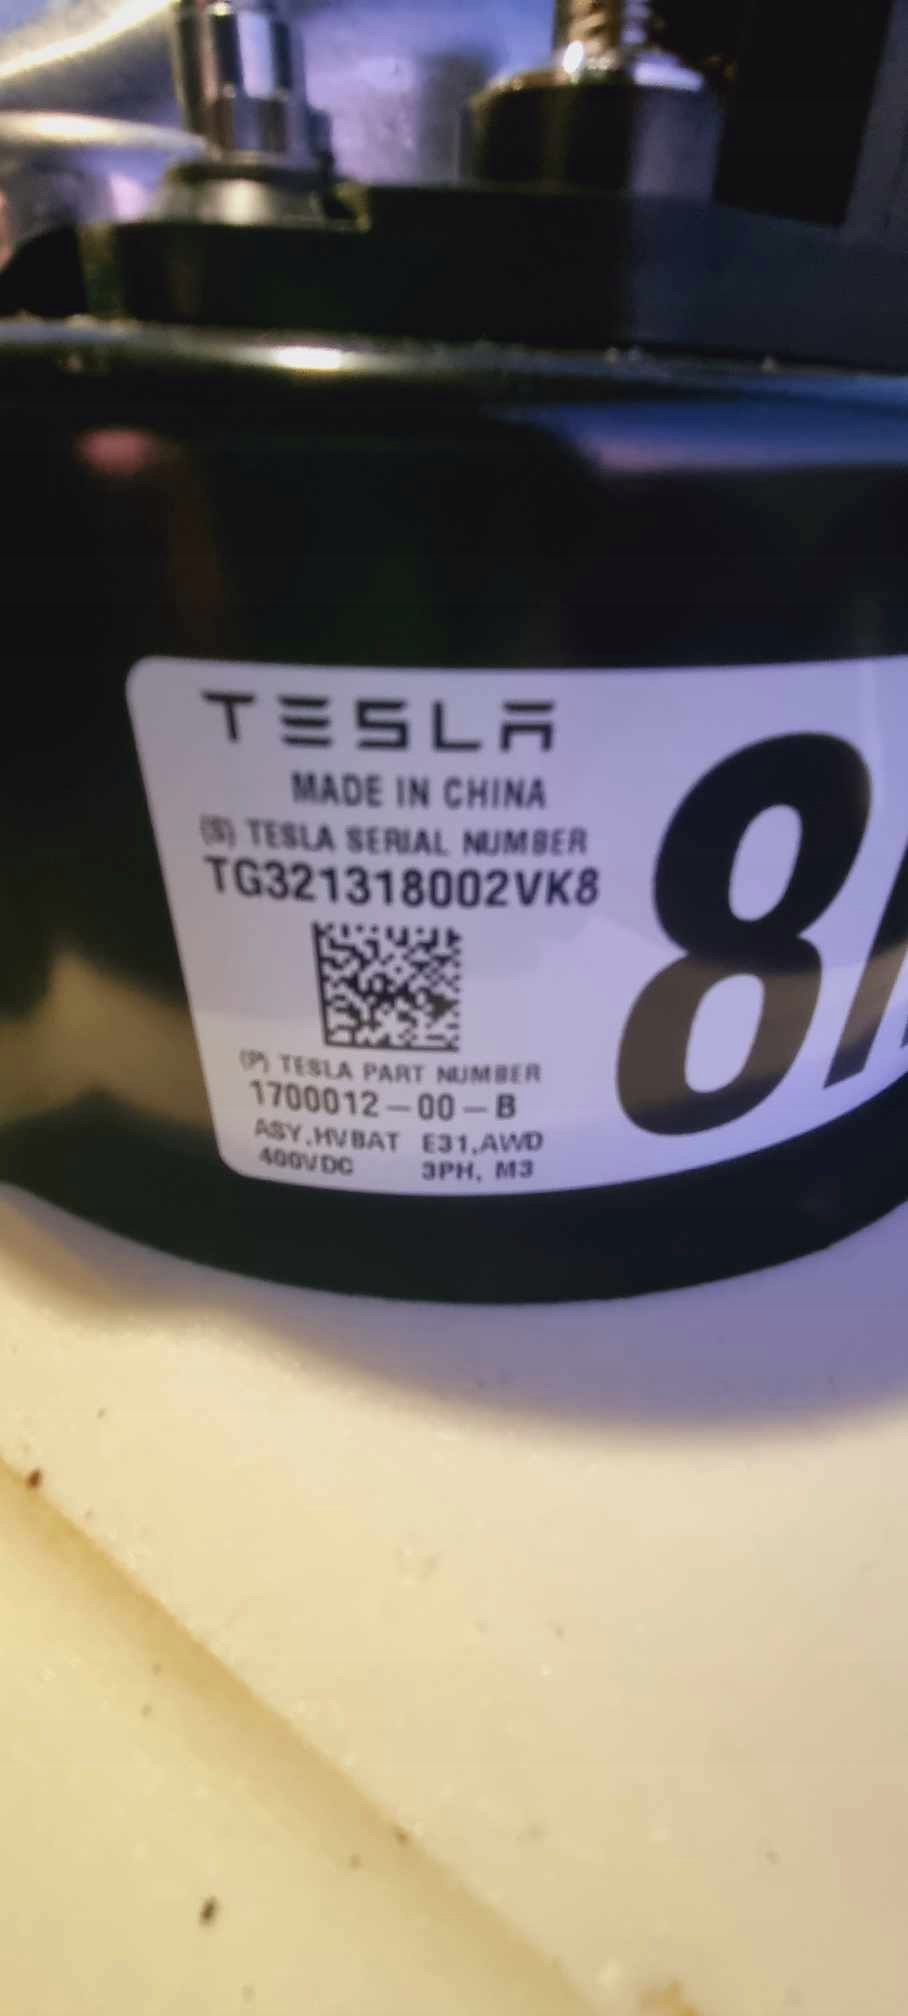 TESLA
MADE IN CHINA
(S) TESLA SERIAL NUMBER
TG321318002VK8
(P) TESLA PART NUMBER
1700012-00-B
ASY,HVBAT E31,AWD
400VDC 3PH, M3
8